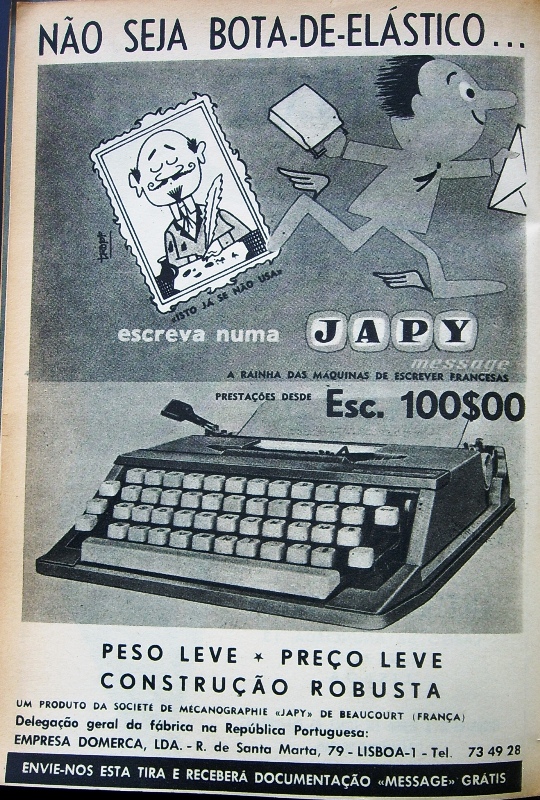 NÃO SEJA BOTA-DE-ELÁSTICO...
«ISTO JÁ SE NÃO USA»
escreva numa JAPY
message
A RAINHA DAS MÁQUINAS DE ESCREVER FRANCESAS
PRESTAÇÕES DESDE Esc. 100$00
PESO LEVE ★ PREÇO LEVE
CONSTRUÇÃO ROBUSTA
UM PRODUTO DA SOCIETÉ DE MÉCANOGRAPHIE «JAPY» DE BEAUCOURT (FRANÇA)
Delegação geral da fábrica na República Portuguesa:
EMPRESA DOMERCA, LDA. - R. de Santa Marta, 79 - LISBOA-1 - Tel. 73 49 28
ENVIE-NOS ESTA TIRA E RECEBERÁ DOCUMENTAÇÃO «MESSAGE» GRÁTIS